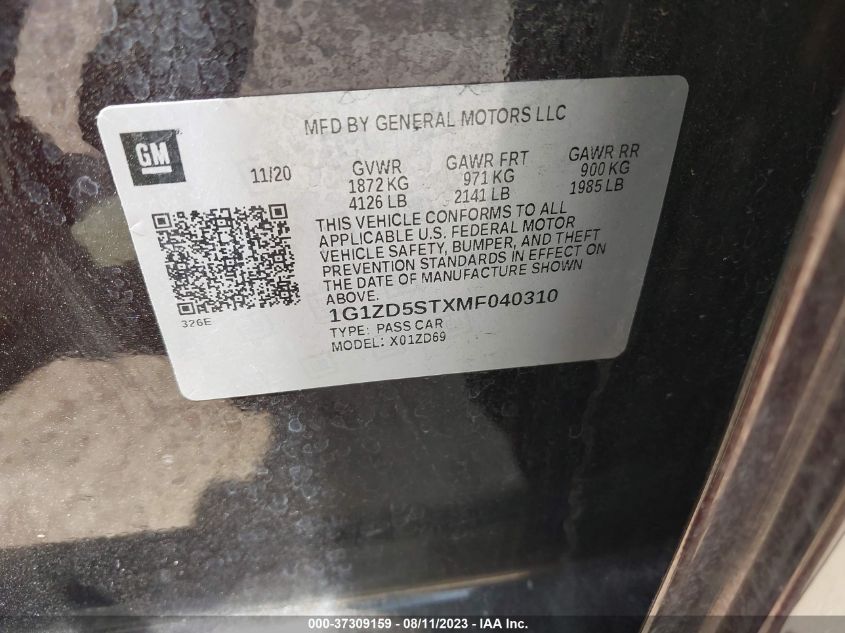 MFD BY GENERAL MOTORS LLC
GM
11/20
GVWR
1872 KG
4126 LB
GAWR FRT
971 KG
2141 LB
GAWR RR
900 KG
1985 LB
THIS VEHICLE CONFORMS TO ALL
APPLICABLE U.S. FEDERAL MOTOR
VEHICLE SAFETY, BUMPER, AND THEFT
PREVENTION STANDARDS IN EFFECT ON
THE DATE OF MANUFACTURE SHOWN
ABOVE.
326E
1G1ZD5STXMF040310
TYPE: PASS CAR
MODEL: X01ZD69
000-37309159 - 08/11/2023 - IAA Inc.